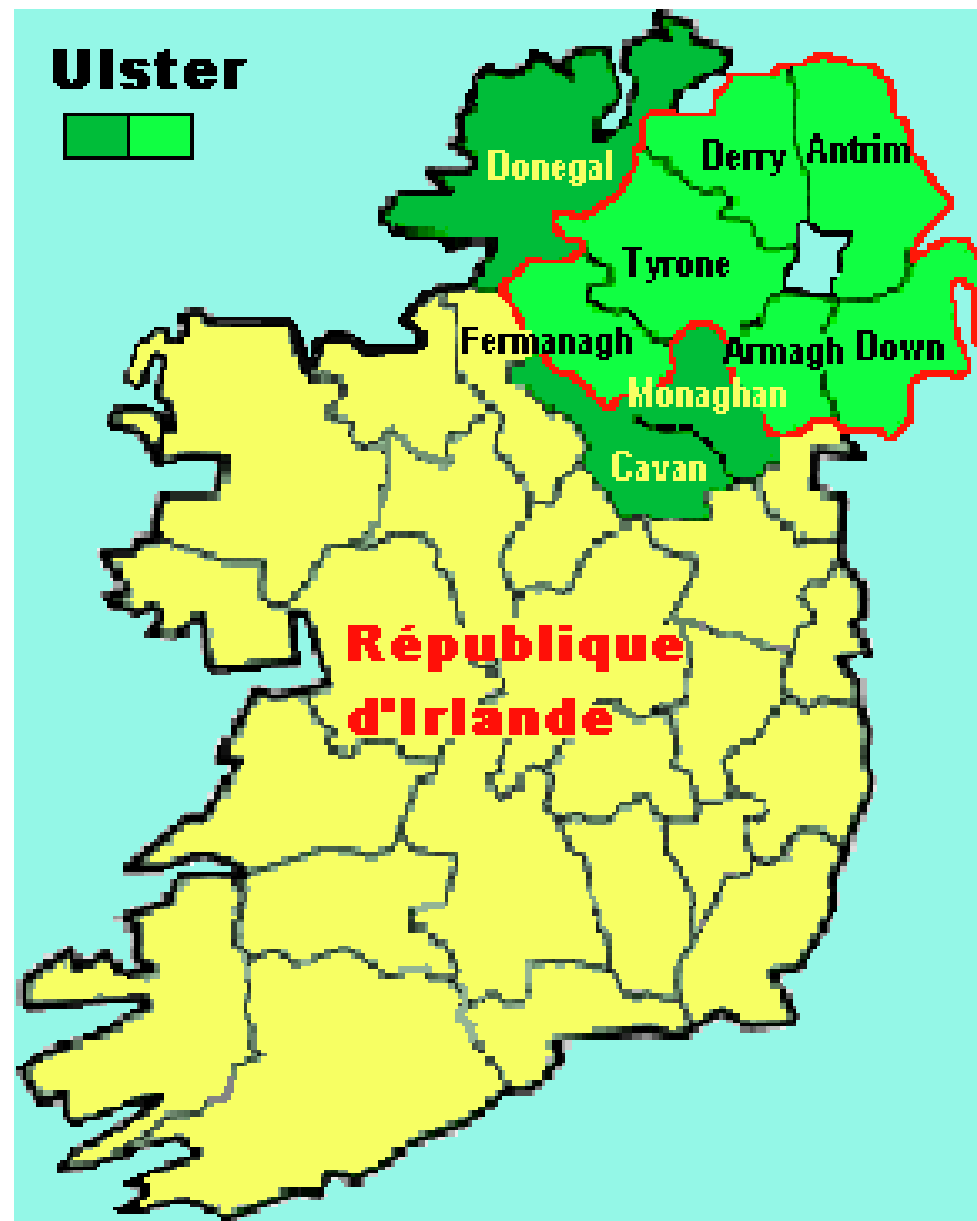 Ulster
Donegal
Derry
Antrim
Tyrone
Fermanagh
Armagh
Down
Monaghan
Cavan
République
d'Irlande